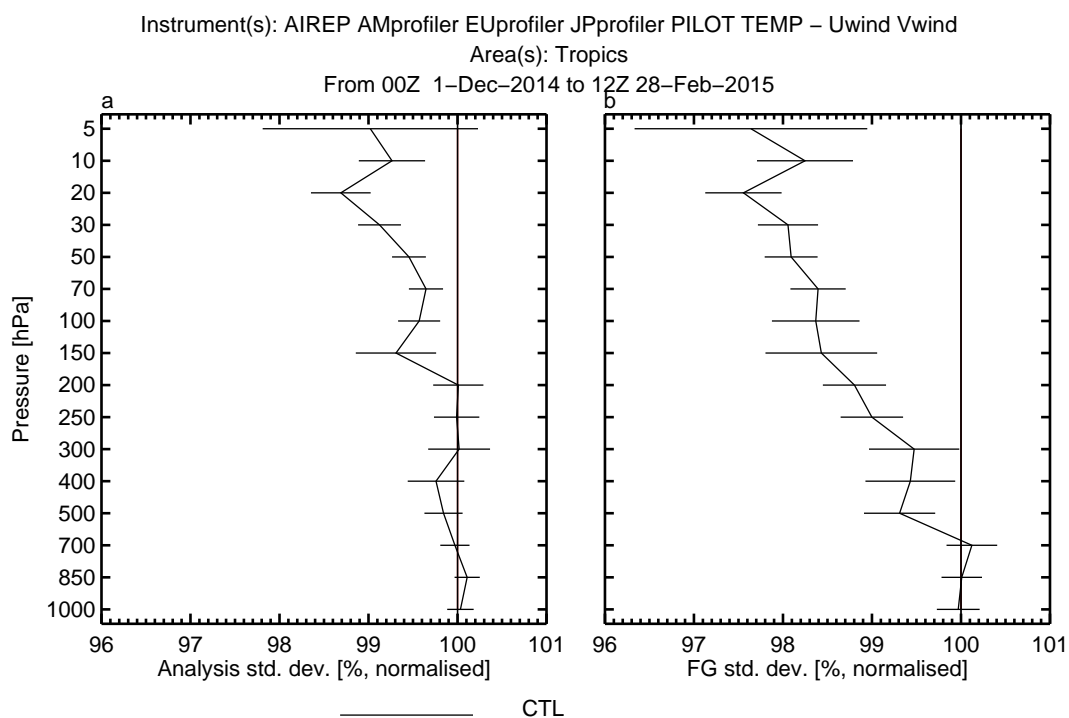 Instrument(s): AIREP AMprofiler EUprofiler JPprofiler PILOT TEMP – Uwind Vwind
Area(s): Tropics
From 00Z 1–Dec–2014 to 12Z 28–Feb–2015
a
b
5
10
20
30
50
70
100
150
200
250
300
400
500
700
850
1000
Pressure [hPa]
96 97 98 99 100 101
96 97 98 99 100 101
Analysis std. dev. [%, normalised]
FG std. dev. [%, normalised]
CTL